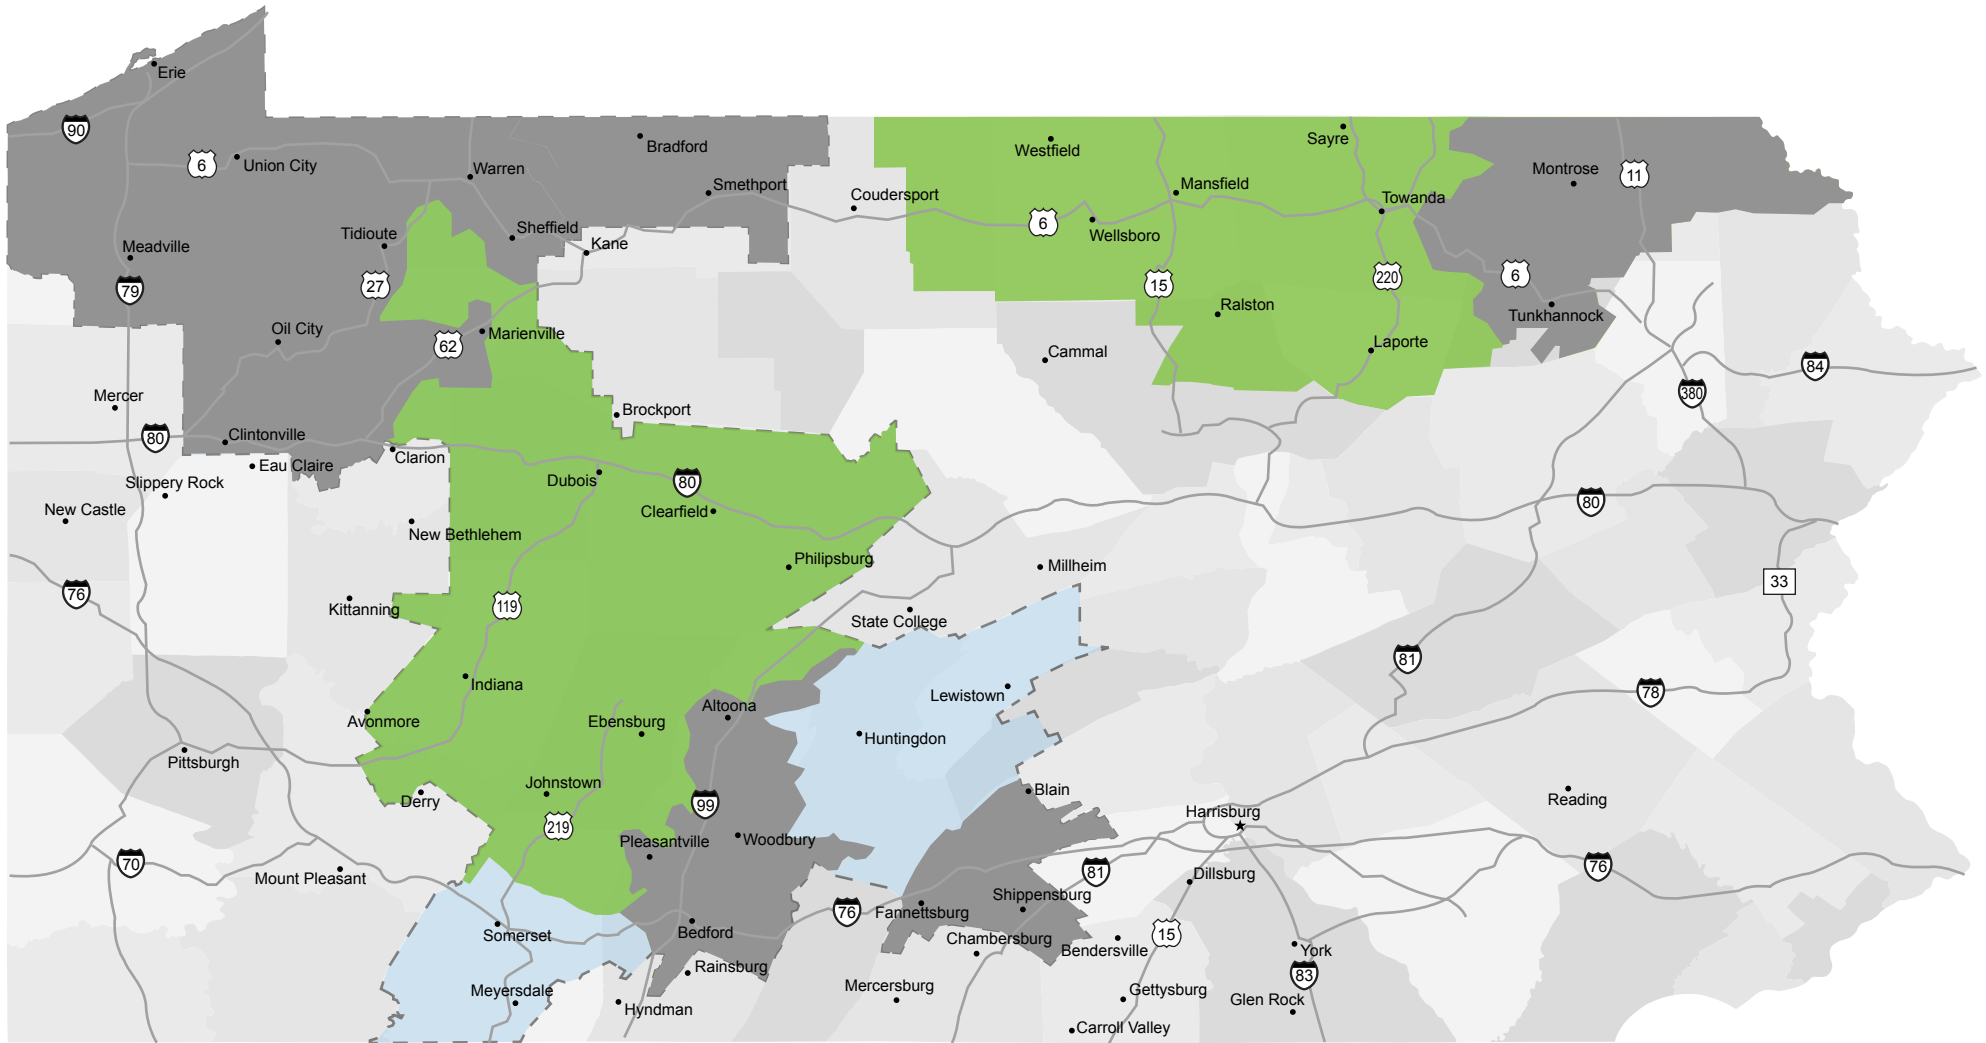 Erie
90
Bradford
Westfield
Sayre
6
Union City
Warren
Smethport
Coudersport
Mansfield
Towanda
Montrose
11
Tidioute
Sheffield
Kane
6
Wellsboro
Meadville
79
27
15
220
6
Oil City
62
Marienville
Ralston
Tunkhannock
Laporte
Cammal
84
380
Mercer
Brockport
80
Clintonville
Clarion
Eau Claire
Slippery Rock
Dubois
80
Clearfield
80
New Castle
New Bethlehem
Philipsburg
Millheim
33
76
Kittanning
119
State College
81
Indiana
Lewistown
78
Avonmore
Ebensburg
Altoona
Huntingdon
Pittsburgh
Johnstown
Derry
99
Blain
Reading
Harrisburg
219
Pleasantville
Woodbury
70
Mount Pleasant
81
Dillsburg
76
Shippensburg
76
Fannettsburg
Somerset
Bedford
Chambersburg
Bendersville
15
York
Rainsburg
83
Meyersdale
Mercersburg
Gettysburg
Glen Rock
Hyndman
Carroll Valley